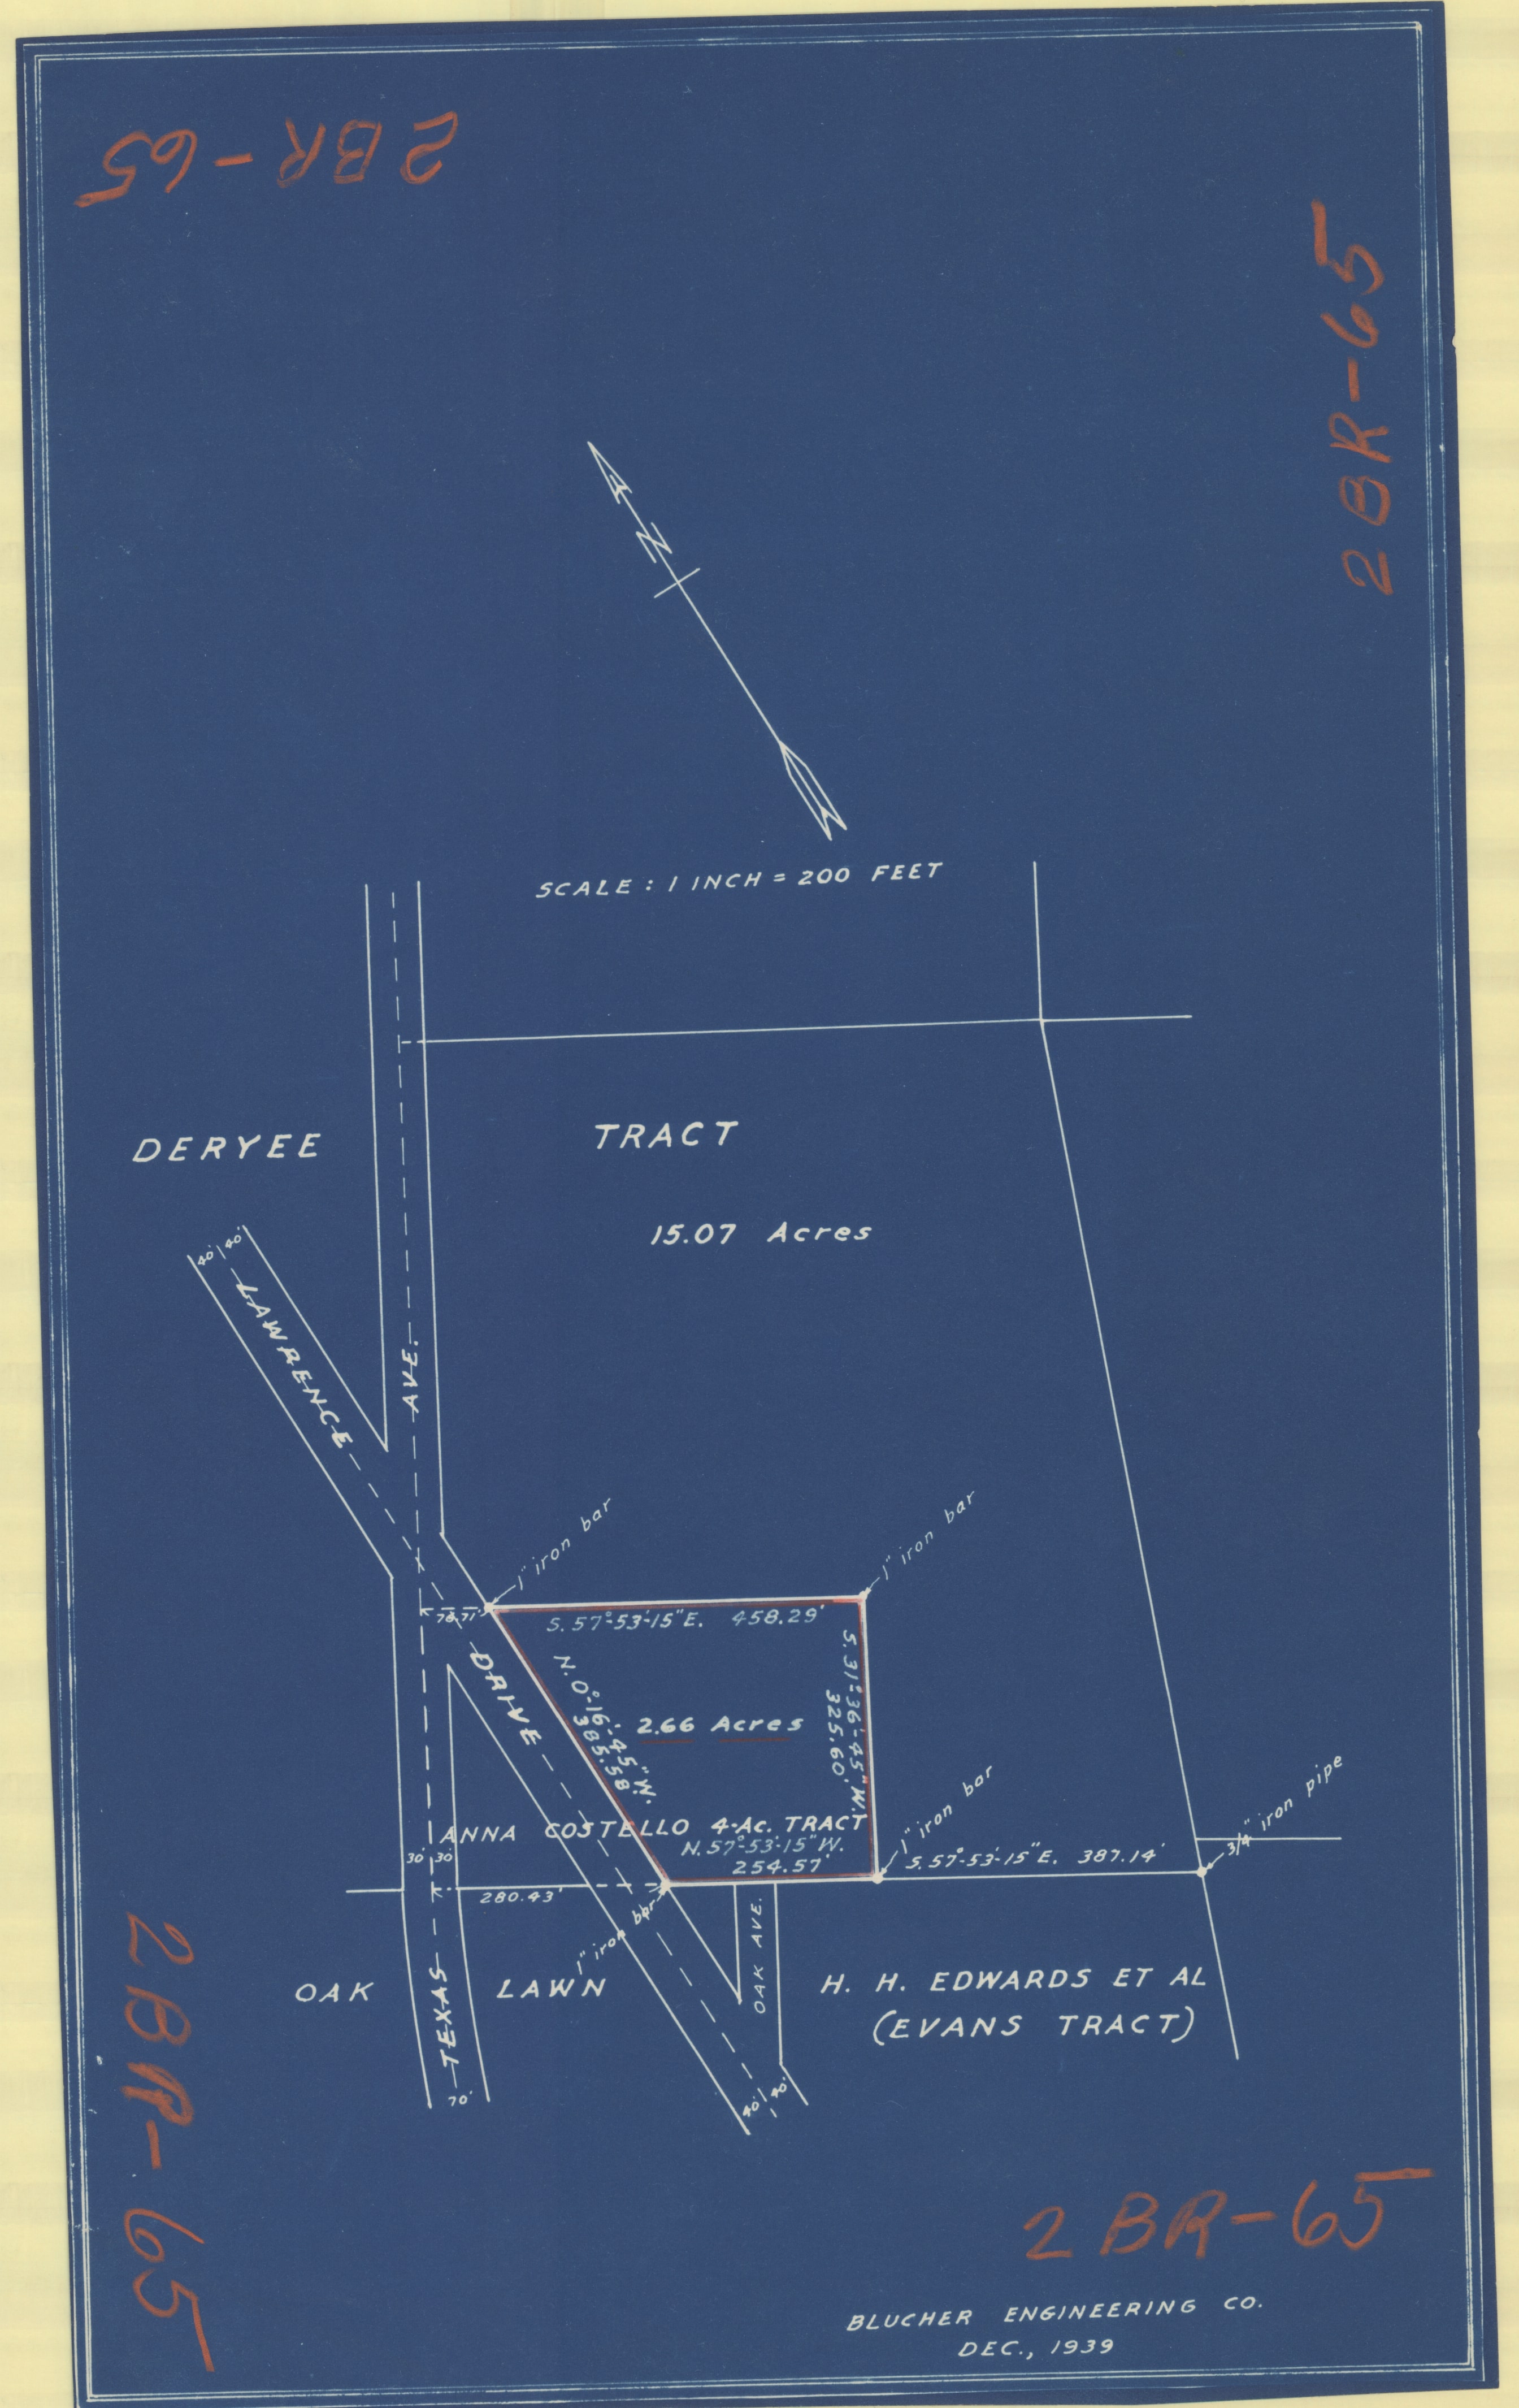 2BR-65
2BR-65
N
SCALE : 1 INCH = 200 FEET
DERYEE TRACT
15.07 Acres
40' 40'
LAWRENCE
AVE.
1" iron bar
1" iron bar
78.71'
S. 57°-53'-15" E. 458.29'
DRIVE
N. 0°-16'-45" W.
385.58'
2.66 Acres
S. 31°-36'-45" W.
325.60'
1" iron bar
3/4" iron pipe
ANNA COSTELLO 4-Ac. TRACT
30' 30'
N. 57°-53'-15" W.
254.57'
S. 57°-53'-15" E. 387.14'
280.43'
1" iron bar
OAK AVE.
OAK LAWN
TEXAS
H. H. EDWARDS ET AL
(EVANS TRACT)
70'
40' 40'
2BR-65
2BR-65
BLUCHER ENGINEERING CO.
DEC., 1939